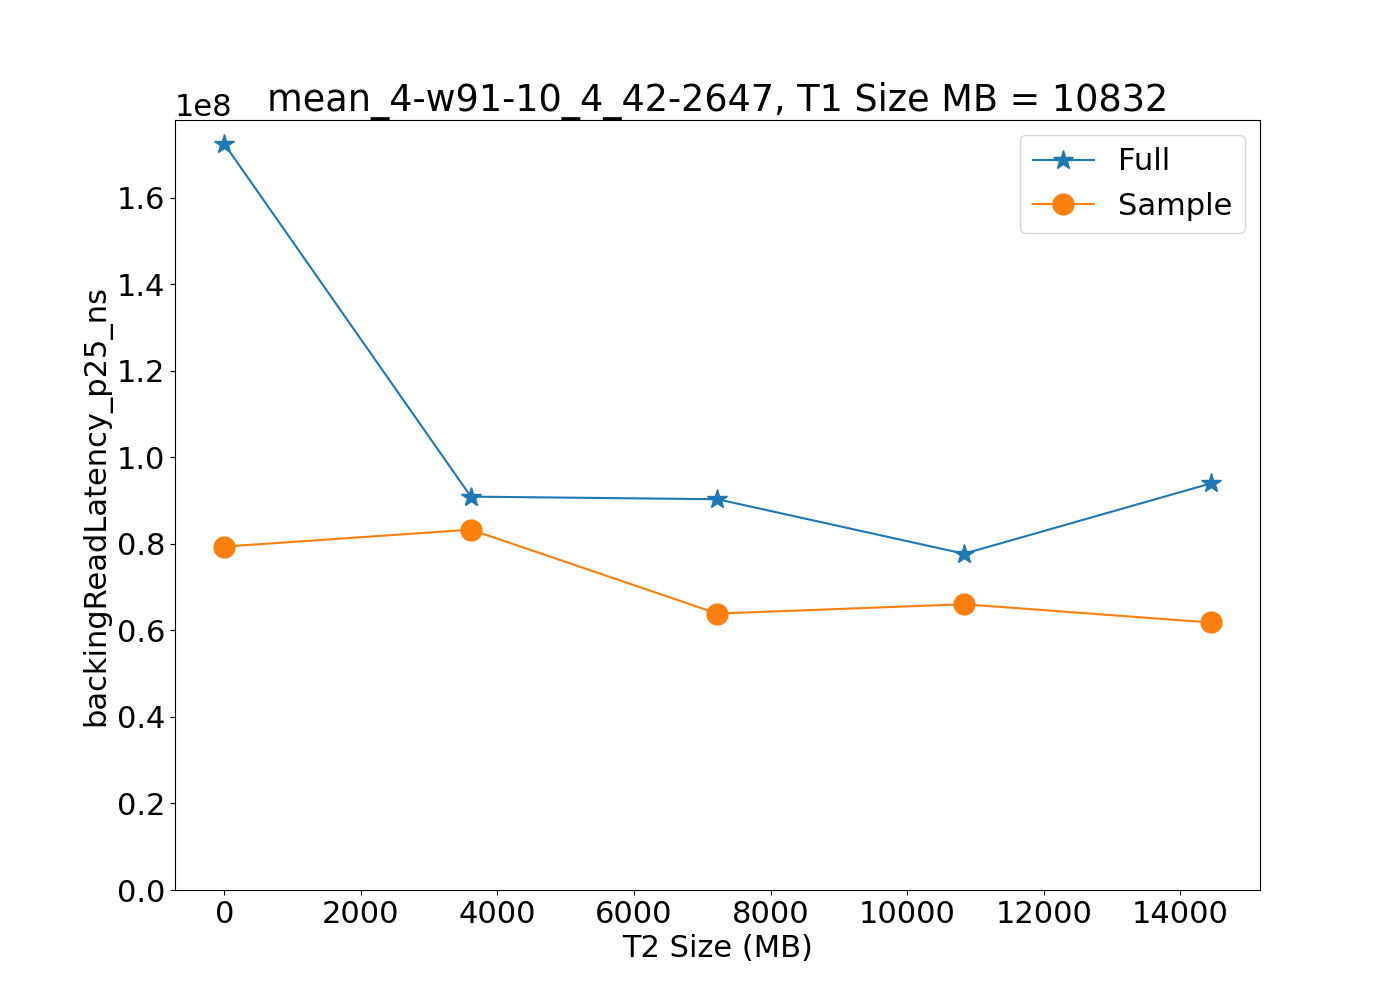 1e8
mean_4-w91-10_4_42-2647, T1 Size MB = 10832
Full
Sample
backingReadLatency_p25_ns
1.6
1.4
1.2
1.0
0.8
0.6
0.4
0.2
0.0
0 2000 4000 6000 8000 10000 12000 14000
T2 Size (MB)